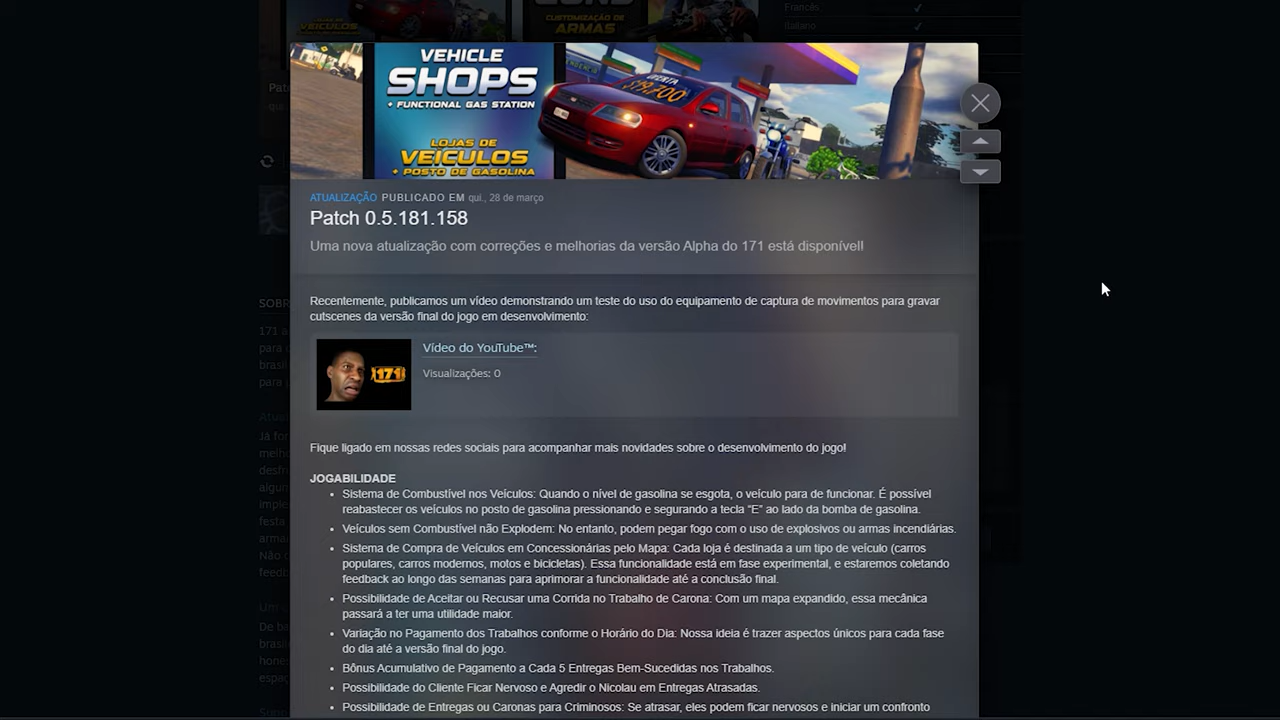 LOJAS DE
VEICULOS
CUSTOMIZAÇÃO DE
ARMAS
Francês
✓
Italiano
✓
VEHICLE
SHOPS
+ FUNCTIONAL GAS STATION
LOJAS DE
VEICULOS
+ POSTO DE GASOLINA
OFERTA
ATUALIZAÇÃO PUBLICADO EM qui., 28 de março
Patch 0.5.181.158
Uma nova atualização com correções e melhorias da versão Alpha do 171 está disponível!
Recentemente, publicamos um vídeo demonstrando um teste do uso do equipamento de captura de movimentos para gravar
cutscenes da versão final do jogo em desenvolvimento:
171
Vídeo do YouTube™:
Visualizações: 0
Fique ligado em nossas redes sociais para acompanhar mais novidades sobre o desenvolvimento do jogo!
JOGABILIDADE
• Sistema de Combustível nos Veículos: Quando o nível de gasolina se esgota, o veículo para de funcionar. É possível
reabastecer os veículos no posto de gasolina pressionando e segurando a tecla "E" ao lado da bomba de gasolina.
• Veículos sem Combustível não Explodem: No entanto, podem pegar fogo com o uso de explosivos ou armas incendiárias.
• Sistema de Compra de Veículos em Concessionárias pelo Mapa: Cada loja é destinada a um tipo de veículo (carros
populares, carros modernos, motos e bicicletas). Essa funcionalidade está em fase experimental, e estaremos coletando
feedback ao longo das semanas para aprimorar a funcionalidade até a conclusão final.
• Possibilidade de Aceitar ou Recusar uma Corrida no Trabalho de Carona: Com um mapa expandido, essa mecânica
passará a ter uma utilidade maior.
• Variação no Pagamento dos Trabalhos conforme o Horário do Dia: Nossa ideia é trazer aspectos únicos para cada fase
do dia até a versão final do jogo.
• Bônus Acumulativo de Pagamento a Cada 5 Entregas Bem-Sucedidas nos Trabalhos.
• Possibilidade do Cliente Ficar Nervoso e Agredir o Nicolau em Entregas Atrasadas.
• Possibilidade de Entregas ou Caronas para Criminosos: Se atrasar, eles podem ficar nervosos e iniciar um confronto